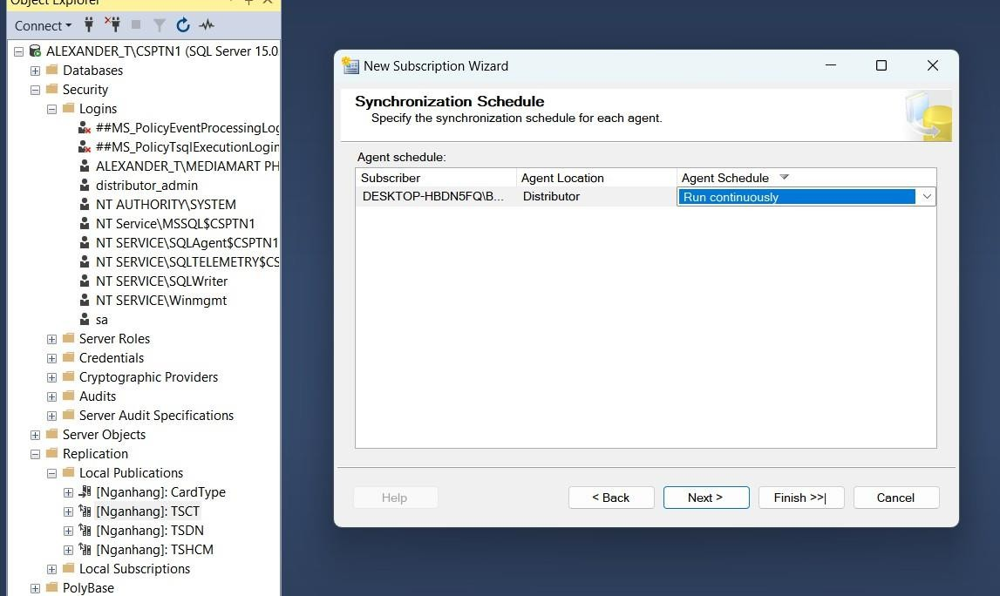 Object Explorer
Connect
ALEXANDER_T\CSPTN1 (SQL Server 15.0
Databases
Security
Logins
##MS_PolicyEventProcessingLog
##MS_PolicyTsqlExecutionLogin
ALEXANDER_T\MEDIAMART PH
distributor_admin
NT AUTHORITY\SYSTEM
NT Service\MSSQL$CSPTN1
NT SERVICE\SQLAgent$CSPTN1
NT SERVICE\SQLTELEMETRY$CS
NT SERVICE\SQLWriter
NT SERVICE\Winmgmt
sa
Server Roles
Credentials
Cryptographic Providers
Audits
Server Audit Specifications
Server Objects
Replication
Local Publications
[Nganhang]: CardType
[Nganhang]: TSCT
[Nganhang]: TSDN
[Nganhang]: TSHCM
Local Subscriptions
PolyBase
New Subscription Wizard
Synchronization Schedule
Specify the synchronization schedule for each agent.
Agent schedule:
Subscriber Agent Location Agent Schedule
DESKTOP-HBDN5FQ\B... Distributor Run continuously
Help < Back Next > Finish >>| Cancel